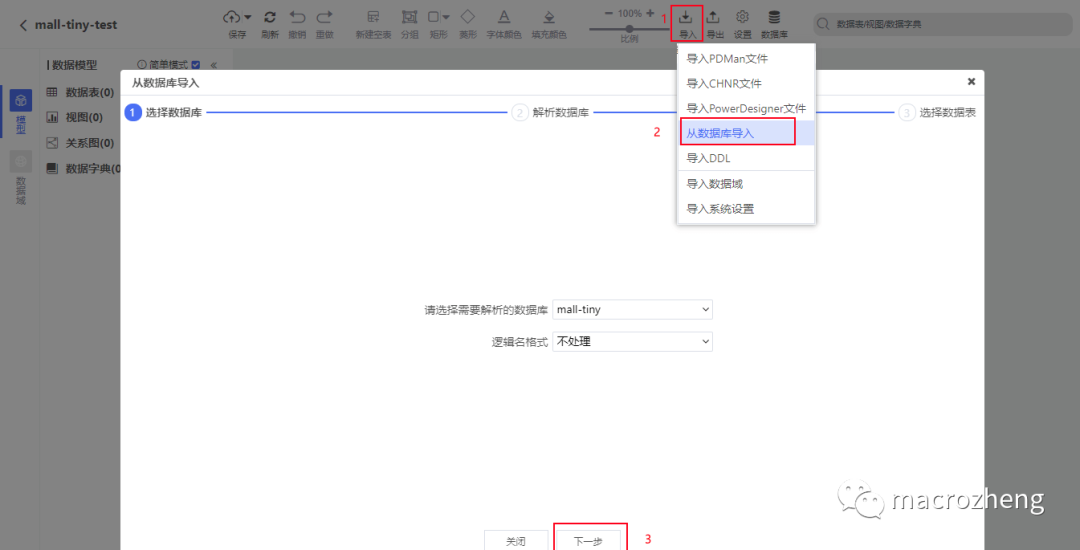 mall-tiny-test
保存 刷新 撤销 重做 新建空表 分组 矩形 菱形 字体颜色 填充颜色 100% 比例 1 导入 导出 设置 数据库 数据表/视图/数据字典
数据模型 简单模式
数据表(0)
视图(0)
关系图(0)
数据字典(0
模型
数据域
从数据库导入
1 选择数据库 2 解析数据库 3 选择数据表
导入PDMan文件
导入CHNR文件
导入PowerDesigner文件
2 从数据库导入
导入DDL
导入数据域
导入系统设置
请选择需要解析的数据库 mall-tiny
逻辑名格式 不处理
macrozheng
关闭 下一步 3